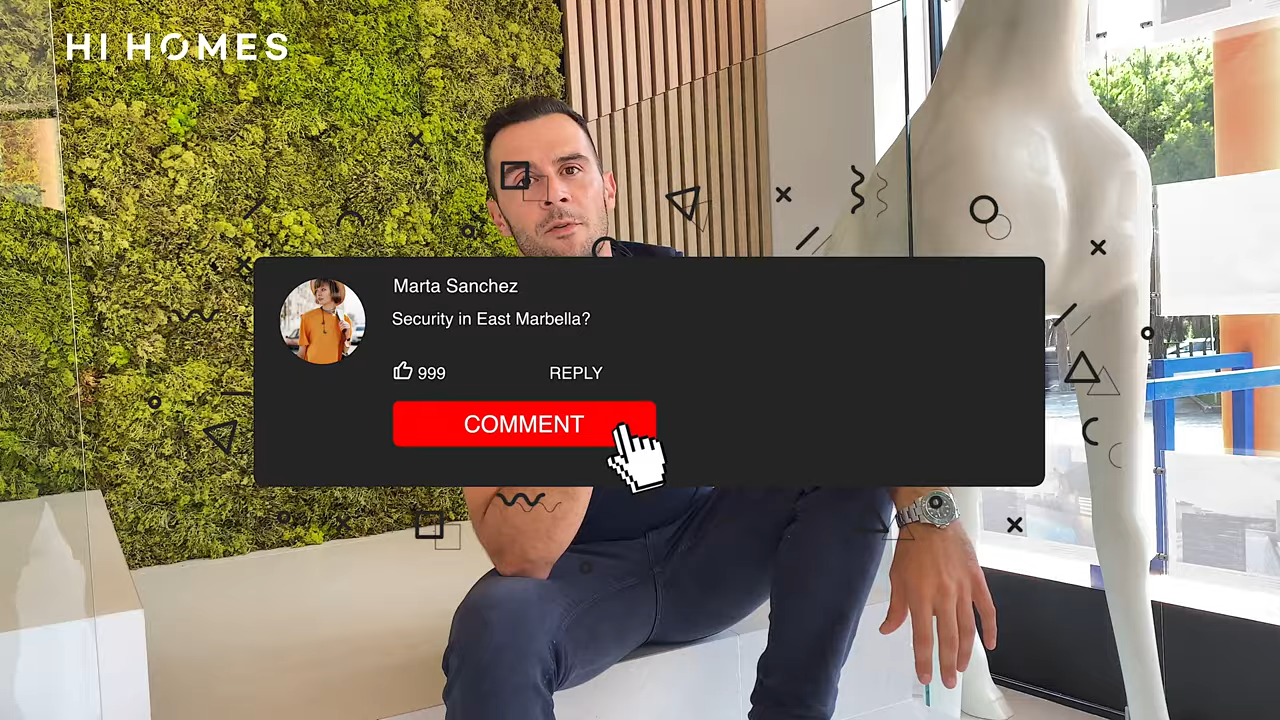 HI HOMES
Marta Sanchez
Security in East Marbella?
999
REPLY
COMMENT